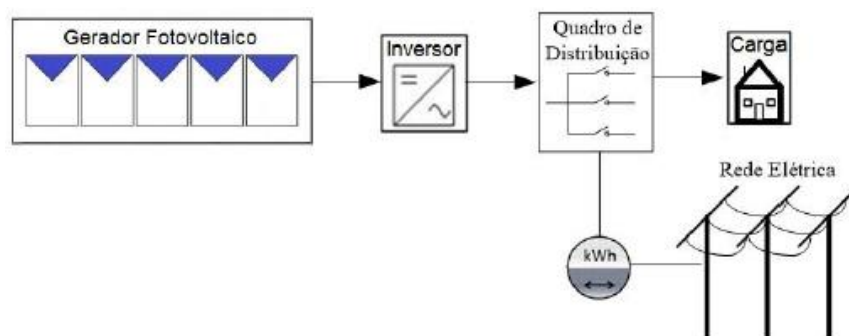 Gerador Fotovoltaico
Inversor
Quadro de
Distribuição
Carga
Rede Elétrica
kWh